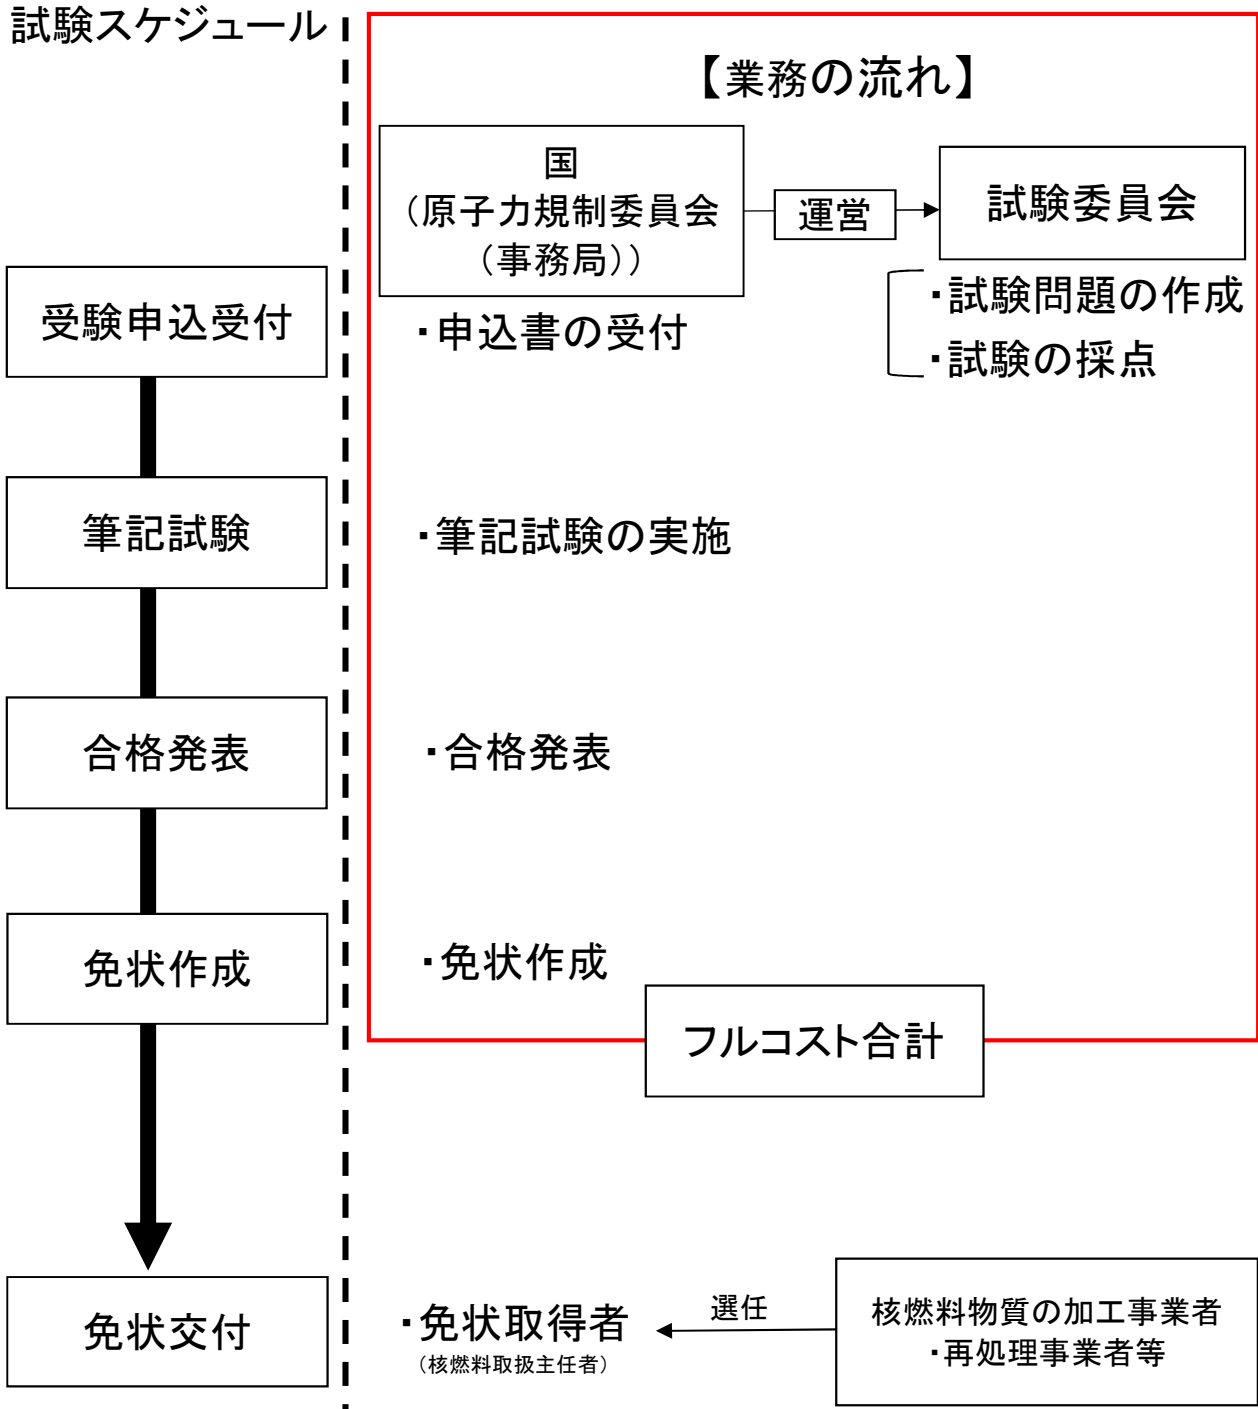 試験スケジュール
【業務の流れ】
国
(原子力規制委員会
(事務局))
運営
試験委員会
・試験問題の作成
・試験の採点
受験申込受付
・申込書の受付
筆記試験
・筆記試験の実施
合格発表
・合格発表
免状作成
・免状作成
フルコスト合計
免状交付
・免状取得者
(核燃料取扱主任者)
選任
核燃料物質の加工事業者
・再処理事業者等